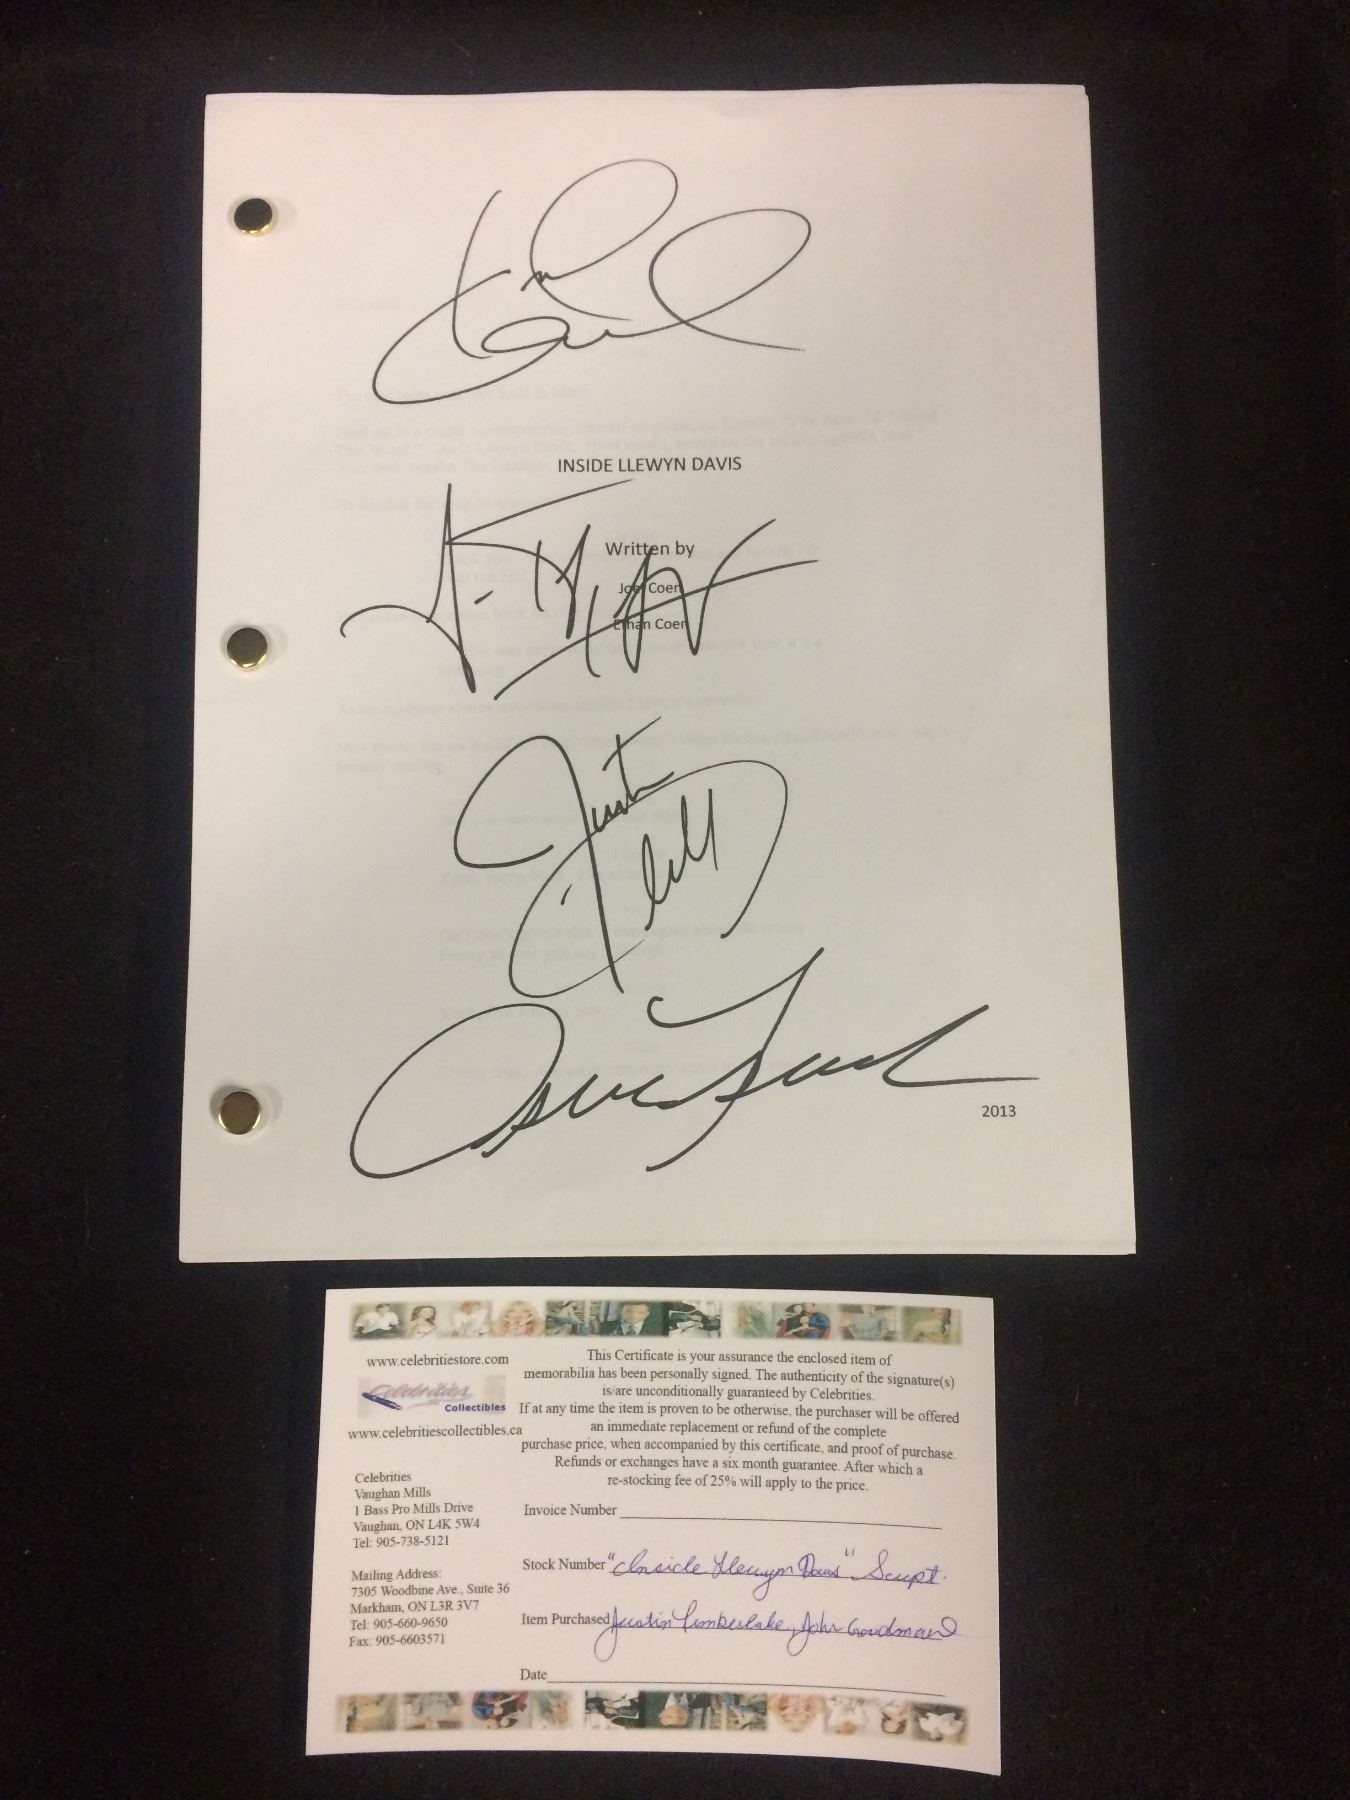 INSIDE LLEWYN DAVIS
Written by
Joel Coen
Ethan Coen
Justin
2013
www.celebritiestore.com
Celebrities
Collectibles
www.celebritiescollectibles.ca
Celebrities
Vaughan Mills
1 Bass Pro Mills Drive
Vaughan, ON L4K 5W4
Tel: 905-738-5121
Mailing Address:
7305 Woodbine Ave., Suite 36
Markham, ON L3R 3V7
Tel: 905-660-9650
Fax: 905-6603571
This Certificate is your assurance the enclosed item of
memorabilia has been personally signed. The authenticity of the signature(s)
is/are unconditionally guaranteed by Celebrities.
If at any time the item is proven to be otherwise, the purchaser will be offered
an immediate replacement or refund of the complete
purchase price, when accompanied by this certificate, and proof of purchase.
Refunds or exchanges have a six month guarantee. After which a
re-stocking fee of 25% will apply to the price.
Invoice Number
Stock Number "Inside Llewyn Davis" Script.
Item Purchased Justin Timberlake, John Goodman
Date